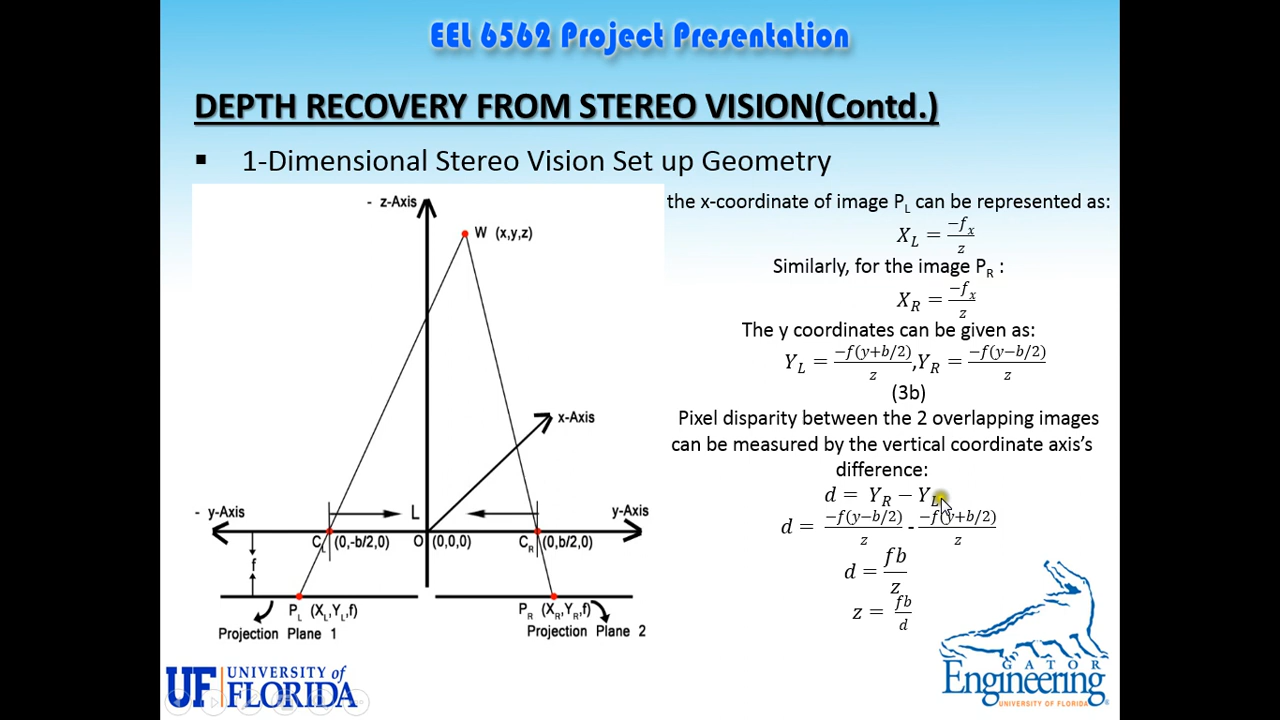 EEL 6562 Project Presentation
DEPTH RECOVERY FROM STEREO VISION(Contd.)
▪ 1-Dimensional Stereo Vision Set up Geometry
- z-Axis
W (x,y,z)
x-Axis
- y-Axis
L
y-Axis
C_L (0,-b/2,0)
O (0,0,0)
C_R (0,b/2,0)
f
P_L (X_L,Y_L,f)
P_R (X_R,Y_R,f)
Projection Plane 1
Projection Plane 2
the x-coordinate of image P_L can be represented as:
X_L = −f_x/z
Similarly, for the image P_R :
X_R = −f_x/z
The y coordinates can be given as:
Y_L = −f(y+b/2)/z ,Y_R = −f(y−b/2)/z
(3b)
Pixel disparity between the 2 overlapping images
can be measured by the vertical coordinate axis's
difference:
d = Y_R − Y_L
d = −f(y−b/2)/z - −f(y+b/2)/z
d = fb/z
z = fb/d
UF UNIVERSITY of
FLORIDA
GATOR
Engineering
UNIVERSITY OF FLORIDA